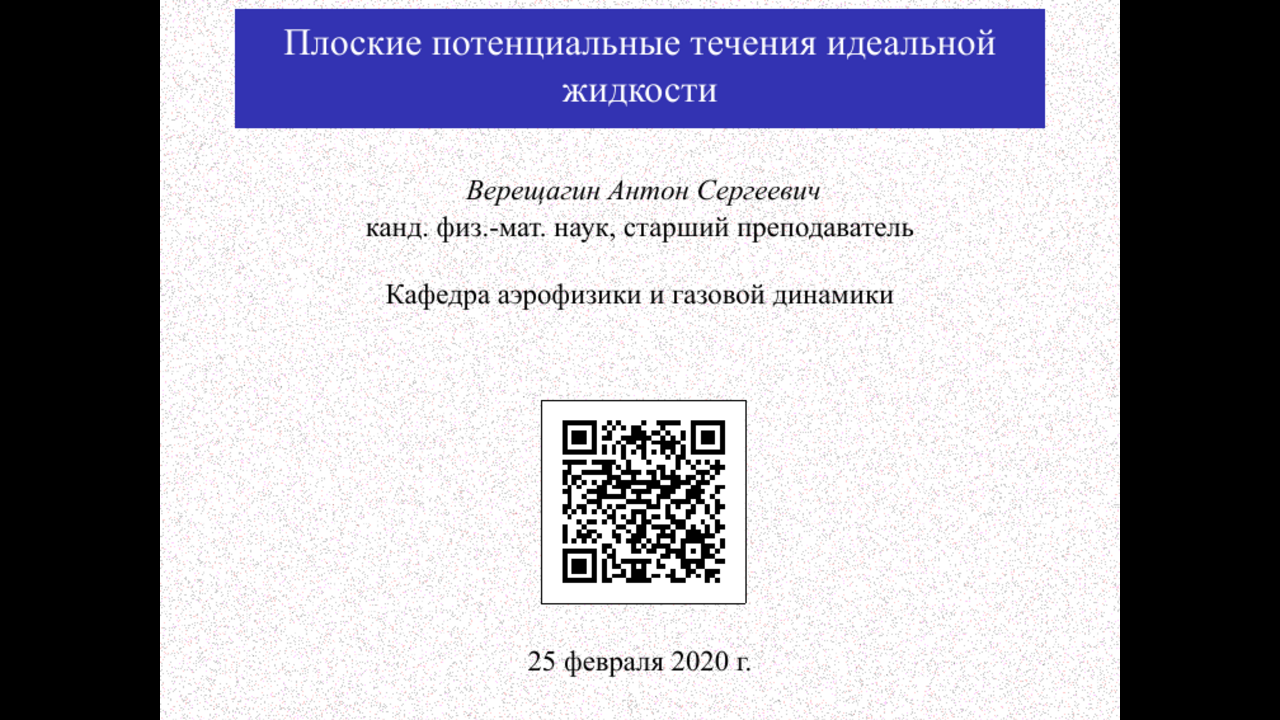 Плоские потенциальные течения идеальной
жидкости
Верещагин Антон Сергеевич
канд. физ.-мат. наук, старший преподаватель
Кафедра аэрофизики и газовой динамики
25 февраля 2020 г.